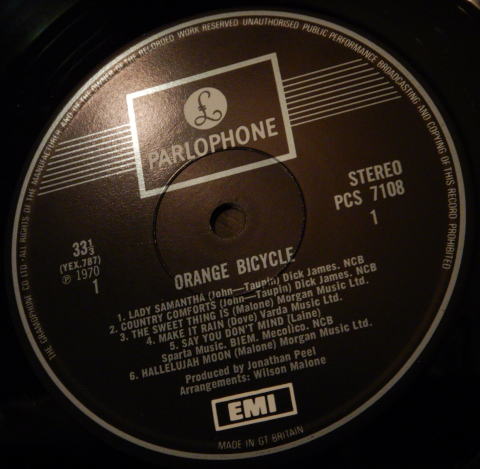 THE GRAMOPHONE CO LTD · ALL RIGHTS OF THE MANUFACTURER AND OF THE OWNER OF THE RECORDED WORK RESERVED UNAUTHORISED PUBLIC PERFORMANCE BROADCASTING AND COPYING OF THIS RECORD PROHIBITED
£
PARLOPHONE
STEREO
PCS 7108
1
33⅓
(YEX.787)
℗ 1970
1
ORANGE BICYCLE
1. LADY SAMANTHA (John—Taupin) Dick James. NCB
2. COUNTRY COMFORTS (John—Taupin) Dick James. NCB
3. THE SWEET THING IS (Malone) Morgan Music Ltd.
4. MAKE IT RAIN (Dove) Varda Music Ltd.
5. SAY YOU DON'T MIND (Laine)
Sparta Music. BIEM. Mecolico. NCB
6. HALLELUJAH MOON (Malone) Morgan Music Ltd.
Produced by Jonathan Peel
Arrangements: Wilson Malone
EMI
MADE IN GT BRITAIN